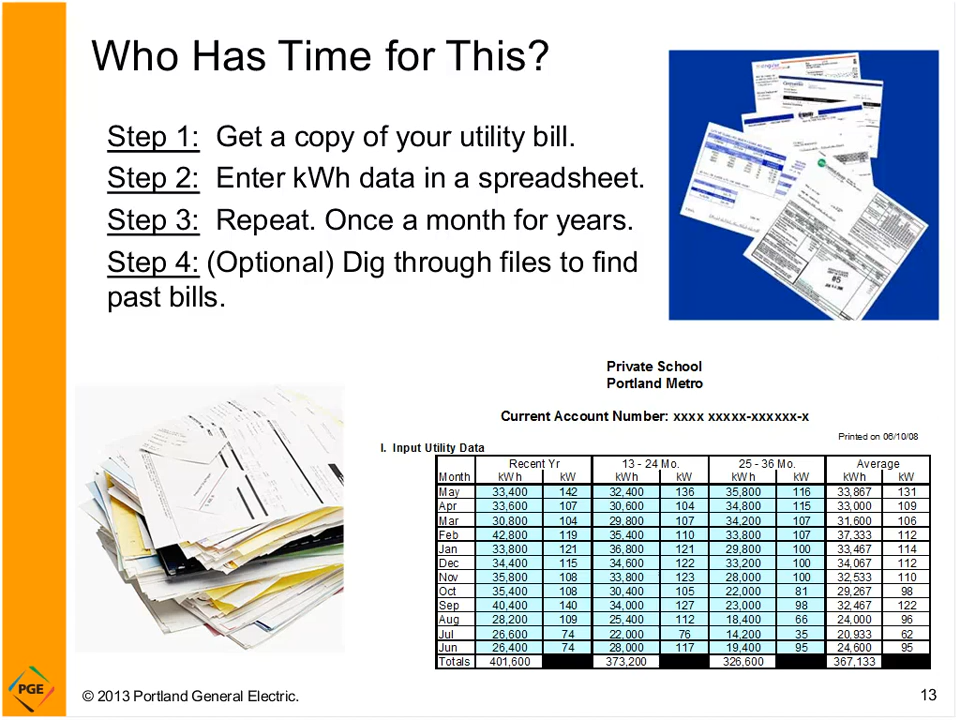 Who Has Time for This?
Step 1: Get a copy of your utility bill.
Step 2: Enter kWh data in a spreadsheet.
Step 3: Repeat. Once a month for years.
Step 4: (Optional) Dig through files to find
past bills.
#5
Private School
Portland Metro
Current Account Number: xxxx xxxxx-xxxxxx-x
Printed on 06/10/08
I. Input Utility Data
Recent Yr 13 - 24 Mo. 25 - 36 Mo. Average
Month kWh kW kWh kW kWh kW kWh kW
May 33,400 142 32,400 136 35,800 116 33,867 131
Apr 33,600 107 30,600 104 34,800 115 33,000 109
Mar 30,800 104 29,800 107 34,200 107 31,600 106
Feb 42,800 119 35,400 110 33,800 107 37,333 112
Jan 33,800 121 36,800 121 29,800 100 33,467 114
Dec 34,400 115 34,600 122 33,200 100 34,067 112
Nov 35,800 108 33,800 123 28,000 100 32,533 110
Oct 35,400 108 30,400 105 22,000 81 29,267 98
Sep 40,400 140 34,000 127 23,000 98 32,467 122
Aug 28,200 109 25,400 112 18,400 66 24,000 96
Jul 26,600 74 22,000 76 14,200 35 20,933 62
Jun 26,400 74 28,000 117 19,400 95 24,600 95
Totals 401,600 373,200 326,600 367,133
PGE
© 2013 Portland General Electric.
13